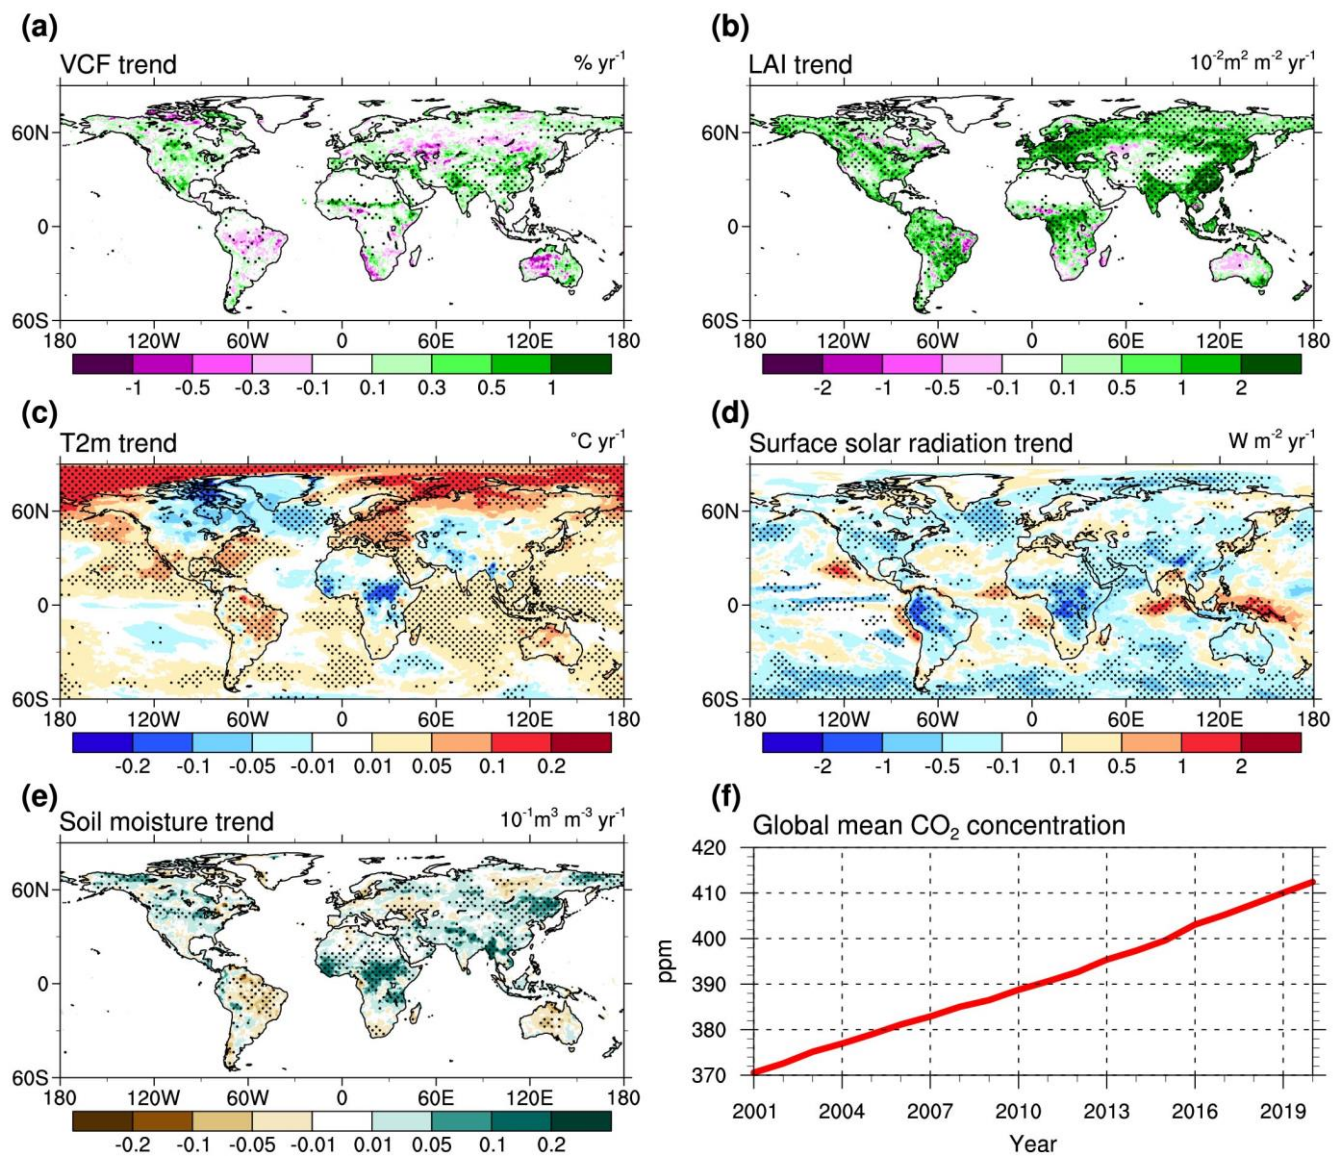 (a)
VCF trend % yr⁻¹
60N
0
60S
180 120W 60W 0 60E 120E 180
-1 -0.5 -0.3 -0.1 0.1 0.3 0.5 1
(b)
LAI trend 10⁻²m² m⁻² yr⁻¹
60N
0
60S
180 120W 60W 0 60E 120E 180
-2 -1 -0.5 -0.1 0.1 0.5 1 2
(c)
T2m trend °C yr⁻¹
60N
0
60S
180 120W 60W 0 60E 120E 180
-0.2 -0.1 -0.05 -0.01 0.01 0.05 0.1 0.2
(d)
Surface solar radiation trend W m⁻² yr⁻¹
60N
0
60S
180 120W 60W 0 60E 120E 180
-2 -1 -0.5 -0.1 0.1 0.5 1 2
(e)
Soil moisture trend 10⁻¹m³ m⁻³ yr⁻¹
60N
0
60S
180 120W 60W 0 60E 120E 180
-0.2 -0.1 -0.05 -0.01 0.01 0.05 0.1 0.2
(f)
Global mean CO₂ concentration
420
410
400
390
380
370
ppm
2001 2004 2007 2010 2013 2016 2019
Year